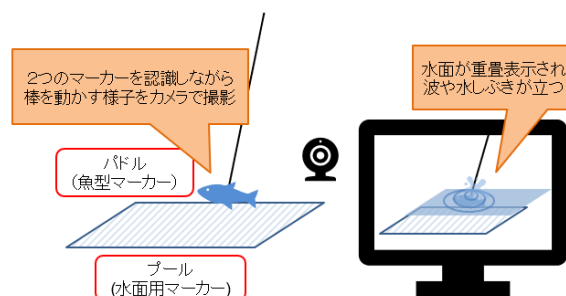 2つのマーカーを認識しながら
棒を動かす様子をカメラで撮影
水面が重畳表示され
波や水しぶきが立つ
パドル
（魚型マーカー）
プール
(水面用マーカー)